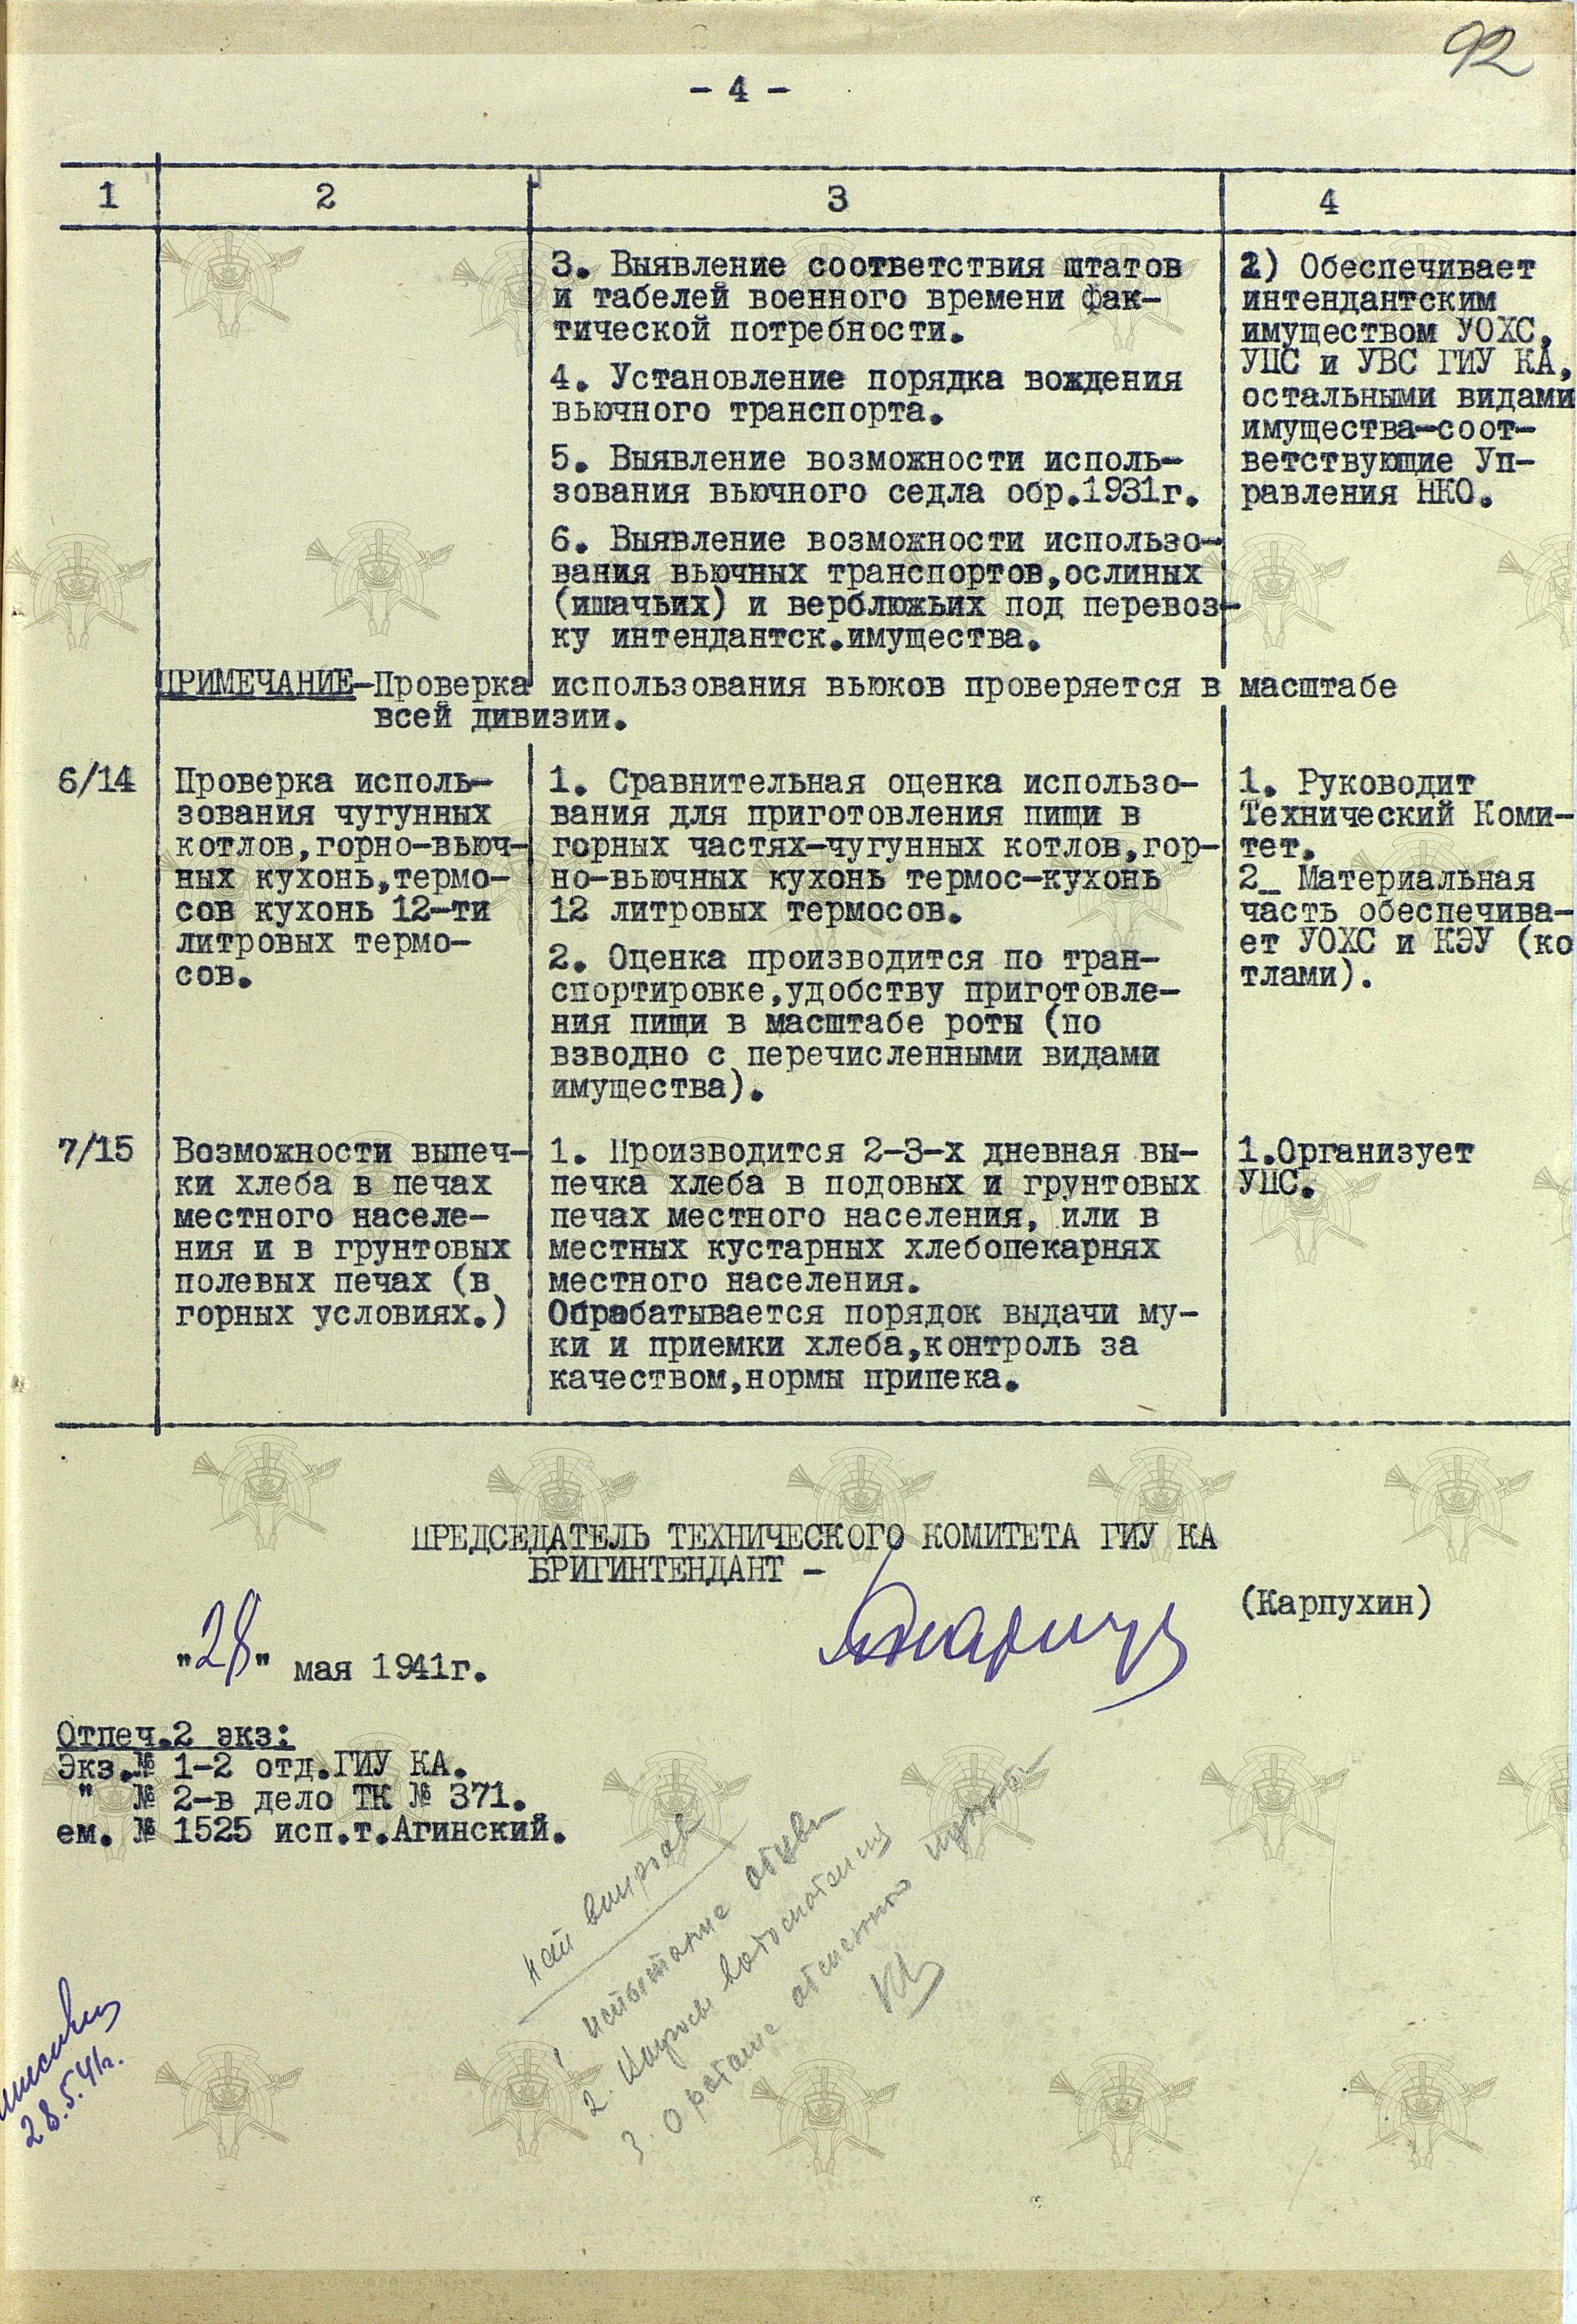 92
- 4 -
1 2 3 4
3. Выявление соответствия штатов
и табелей военного времени фак-
тической потребности.
4. Установление порядка вождения
вьючного транспорта.
5. Выявление возможности исполь-
зования вьючного седла обр.1931г.
6. Выявление возможности использо-
вания вьючных транспортов,ослиных
(ишачьих) и верблюжьих под перевоз-
ку интендантск.имущества.
2) Обеспечивает
интендантским
имуществом УОХС,
УПС и УВС ГИУ КА,
остальными видами
имущества-соот-
ветствующие Уп-
равления НКО.
ПРИМЕЧАНИЕ-Проверка использования вьюков проверяется в масштабе
всей дивизии.
6/14
Проверка исполь-
зования чугунных
котлов,горно-вьюч-
ных кухонь,термо-
сов кухонь 12-ти
литровых термо-
сов.
1. Сравнительная оценка использо-
вания для приготовления пищи в
горных частях-чугунных котлов,гор-
но-вьючных кухонь термос-кухонь
12 литровых термосов.
2. Оценка производится по тран-
спортировке,удобству приготовле-
ния пищи в масштабе роты (по
взводно с перечисленными видами
имущества).
1. Руководит
Технический Коми-
тет.
2_ Материальная
часть обеспечива-
ет УОХС и КЭУ (ко
тлами).
7/15
Возможности выпеч-
ки хлеба в печах
местного населе-
ния и в грунтовых
полевых печах (в
горных условиях.)
1. Производится 2-3-х дневная вы-
печка хлеба в подовых и грунтовых
печах местного населения, или в
местных кустарных хлебопекарнях
местного населения.
Опрабатывается порядок выдачи му-
ки и приемки хлеба,контроль за
качеством,нормы припека.
1.Организует
УПС.
ПРЕДСЕДАТЕЛЬ ТЕХНИЧЕСКОГО КОМИТЕТА ГИУ КА
БРИГИНТЕНДАНТ -
(Карпухин)
"28" мая 1941г.
Отпеч.2 экз:
Экз.№ 1-2 отд.ГИУ КА.
" № 2-в дело ТК № 371.
ем. № 1525 исп.т.Агинский.
1. испытание обуви
2. Вопросы
3. О работе обменного пункта
28.5.41г.